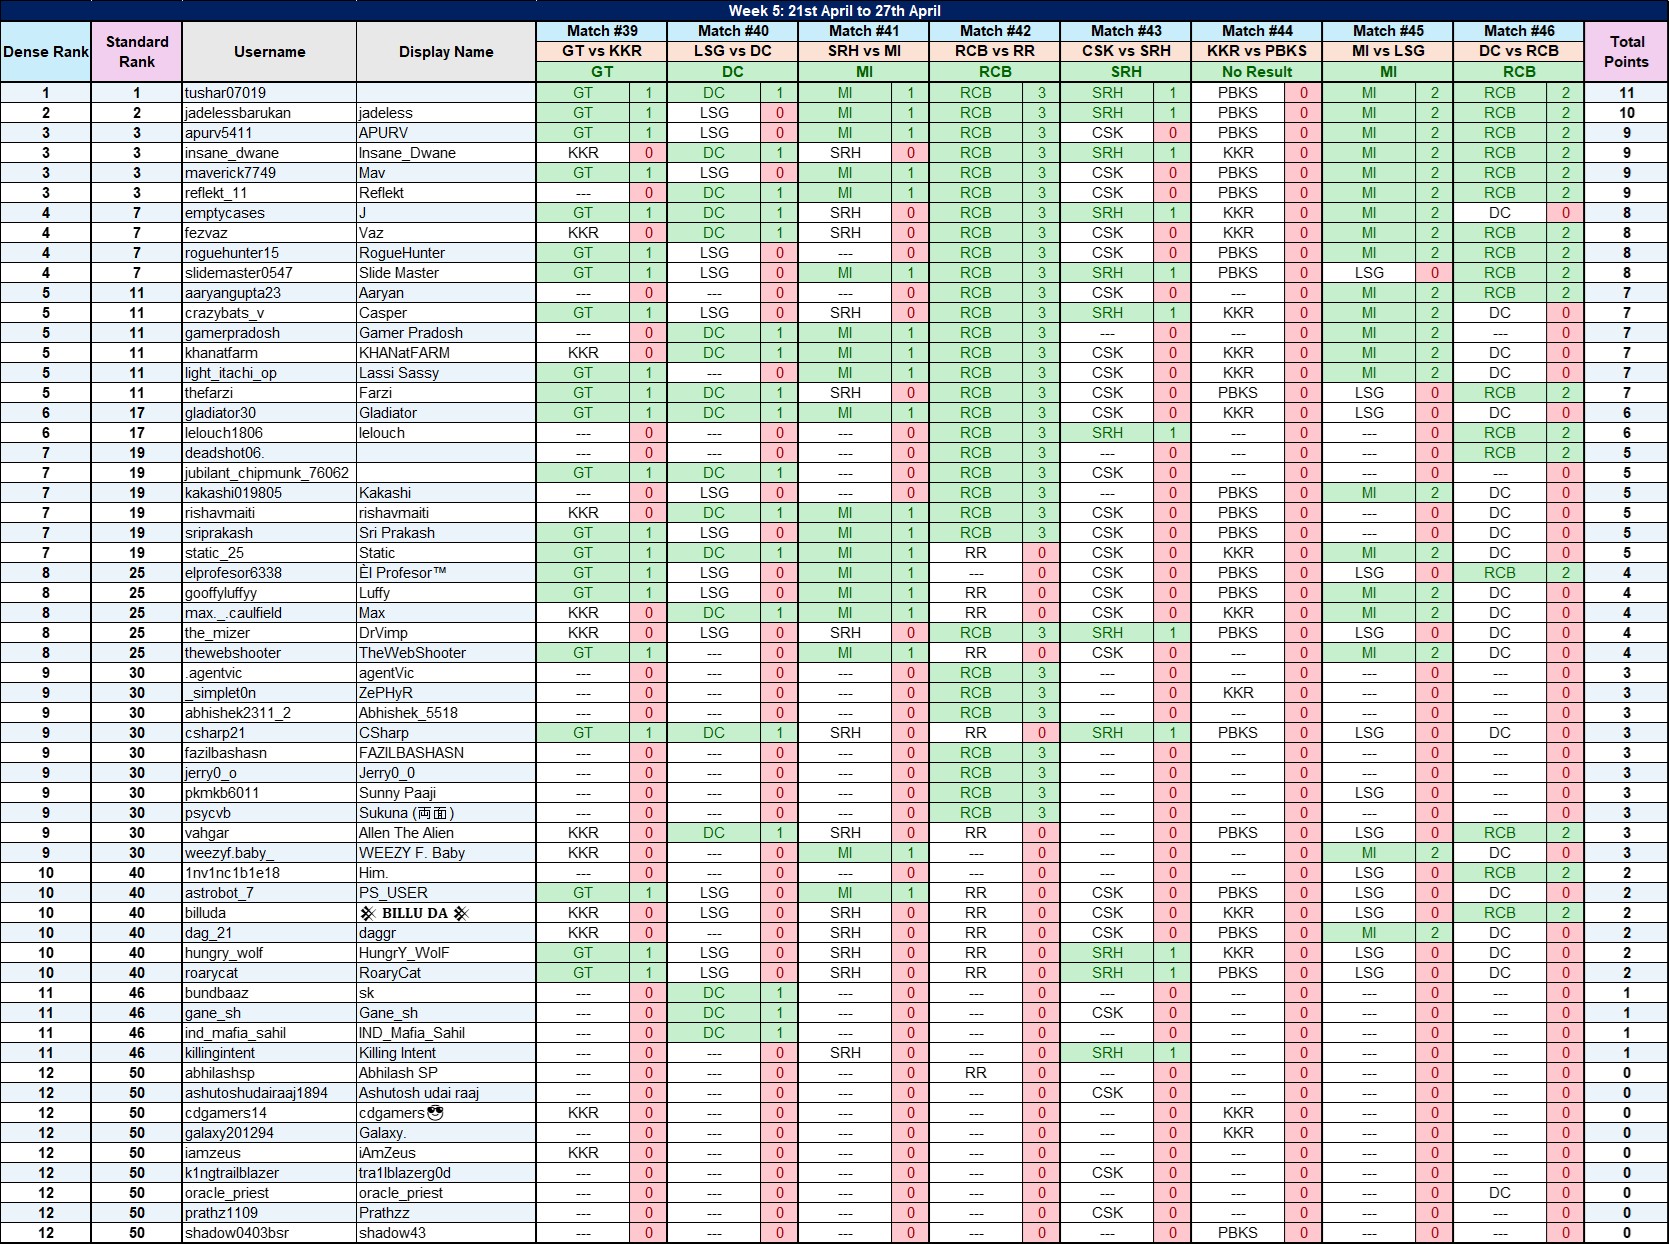 Week 5: 21st April to 27th April
Dense Rank Standard Rank Username Display Name Match #39 Match #40 Match #41 Match #42 Match #43 Match #44 Match #45 Match #46 Total Points
GT vs KKR LSG vs DC SRH vs MI RCB vs RR CSK vs SRH KKR vs PBKS MI vs LSG DC vs RCB
GT DC MI RCB SRH No Result MI RCB
1 1 tushar07019 GT 1 DC 1 MI 1 RCB 3 SRH 1 PBKS 0 MI 2 RCB 2 11
2 2 jadelessbarukan jadeless GT 1 LSG 0 MI 1 RCB 3 SRH 1 PBKS 0 MI 2 RCB 2 10
3 3 apurv5411 APURV GT 1 LSG 0 MI 1 RCB 3 CSK 0 PBKS 0 MI 2 RCB 2 9
3 3 insane_dwane Insane_Dwane KKR 0 DC 1 SRH 0 RCB 3 SRH 1 KKR 0 MI 2 RCB 2 9
3 3 maverick7749 Mav GT 1 LSG 0 MI 1 RCB 3 CSK 0 PBKS 0 MI 2 RCB 2 9
3 3 reflekt_11 Reflekt --- 0 DC 1 MI 1 RCB 3 CSK 0 PBKS 0 MI 2 RCB 2 9
4 7 emptycases J GT 1 DC 1 SRH 0 RCB 3 SRH 1 KKR 0 MI 2 DC 0 8
4 7 fezvaz Vaz KKR 0 DC 1 SRH 0 RCB 3 CSK 0 KKR 0 MI 2 RCB 2 8
4 7 roguehunter15 RogueHunter GT 1 LSG 0 --- 0 RCB 3 CSK 0 PBKS 0 MI 2 RCB 2 8
4 7 slidemaster0547 Slide Master GT 1 LSG 0 MI 1 RCB 3 SRH 1 PBKS 0 LSG 0 RCB 2 8
5 11 aaryangupta23 Aaryan --- 0 --- 0 --- 0 RCB 3 CSK 0 --- 0 MI 2 RCB 2 7
5 11 crazybats_v Casper GT 1 LSG 0 SRH 0 RCB 3 SRH 1 KKR 0 MI 2 DC 0 7
5 11 gamerpradosh Gamer Pradosh --- 0 DC 1 MI 1 RCB 3 --- 0 --- 0 MI 2 --- 0 7
5 11 khanatfarm KHANatFARM KKR 0 DC 1 MI 1 RCB 3 CSK 0 KKR 0 MI 2 DC 0 7
5 11 light_itachi_op Lassi Sassy GT 1 --- 0 MI 1 RCB 3 CSK 0 KKR 0 MI 2 DC 0 7
5 11 thefarzi Farzi GT 1 DC 1 SRH 0 RCB 3 CSK 0 PBKS 0 LSG 0 RCB 2 7
6 17 gladiator30 Gladiator GT 1 DC 1 MI 1 RCB 3 CSK 0 KKR 0 LSG 0 DC 0 6
6 17 lelouch1806 lelouch --- 0 --- 0 --- 0 RCB 3 SRH 1 --- 0 --- 0 RCB 2 6
7 19 deadshot06. --- 0 --- 0 --- 0 RCB 3 --- 0 --- 0 --- 0 RCB 2 5
7 19 jubilant_chipmunk_76062 GT 1 DC 1 --- 0 RCB 3 CSK 0 --- 0 --- 0 --- 0 5
7 19 kakashi019805 Kakashi --- 0 LSG 0 --- 0 RCB 3 --- 0 PBKS 0 MI 2 DC 0 5
7 19 rishavmaiti rishavmaiti KKR 0 DC 1 MI 1 RCB 3 CSK 0 PBKS 0 --- 0 DC 0 5
7 19 sriprakash Sri Prakash GT 1 LSG 0 MI 1 RCB 3 CSK 0 PBKS 0 --- 0 DC 0 5
7 19 static_25 Static GT 1 DC 1 MI 1 RR 0 CSK 0 KKR 0 MI 2 DC 0 5
8 25 elprofesor6338 Èl Profesor™ GT 1 LSG 0 MI 1 --- 0 CSK 0 PBKS 0 LSG 0 RCB 2 4
8 25 gooffyluffyy Luffy GT 1 LSG 0 MI 1 RR 0 CSK 0 PBKS 0 MI 2 DC 0 4
8 25 max._.caulfield Max KKR 0 DC 1 MI 1 RR 0 CSK 0 KKR 0 MI 2 DC 0 4
8 25 the_mizer DrVimp KKR 0 LSG 0 SRH 0 RCB 3 SRH 1 PBKS 0 LSG 0 DC 0 4
8 25 thewebshooter TheWebShooter GT 1 --- 0 MI 1 RR 0 CSK 0 --- 0 MI 2 DC 0 4
9 30 .agentvic agentVic --- 0 --- 0 --- 0 RCB 3 --- 0 --- 0 --- 0 --- 0 3
9 30 _simplet0n ZePHyR --- 0 --- 0 --- 0 RCB 3 --- 0 KKR 0 --- 0 --- 0 3
9 30 abhishek2311_2 Abhishek_5518 --- 0 --- 0 --- 0 RCB 3 --- 0 --- 0 --- 0 --- 0 3
9 30 csharp21 CSharp GT 1 DC 1 SRH 0 RR 0 SRH 1 PBKS 0 LSG 0 DC 0 3
9 30 fazilbashasn FAZILBASHASN --- 0 --- 0 --- 0 RCB 3 --- 0 --- 0 --- 0 --- 0 3
9 30 jerry0_o Jerry0_0 --- 0 --- 0 --- 0 RCB 3 --- 0 --- 0 --- 0 --- 0 3
9 30 pkmkb6011 Sunny Paaji --- 0 --- 0 --- 0 RCB 3 --- 0 --- 0 LSG 0 --- 0 3
9 30 psycvb Sukuna (両面) --- 0 --- 0 --- 0 RCB 3 --- 0 --- 0 --- 0 --- 0 3
9 30 vahgar Allen The Alien KKR 0 DC 1 SRH 0 RR 0 --- 0 PBKS 0 LSG 0 RCB 2 3
9 30 weezyf.baby_ WEEZY F. Baby KKR 0 --- 0 MI 1 --- 0 --- 0 --- 0 MI 2 DC 0 3
10 40 1nv1nc1b1e18 Him. --- 0 --- 0 --- 0 --- 0 --- 0 --- 0 LSG 0 RCB 2 2
10 40 astrobot_7 PS_USER GT 1 LSG 0 MI 1 RR 0 CSK 0 PBKS 0 LSG 0 DC 0 2
10 40 billuda BILLU DA KKR 0 LSG 0 SRH 0 RR 0 CSK 0 KKR 0 LSG 0 RCB 2 2
10 40 dag_21 daggr KKR 0 --- 0 SRH 0 RR 0 CSK 0 PBKS 0 MI 2 DC 0 2
10 40 hungry_wolf HungrY_WolF GT 1 LSG 0 SRH 0 RR 0 SRH 1 KKR 0 LSG 0 DC 0 2
10 40 roarycat RoaryCat GT 1 LSG 0 SRH 0 RR 0 SRH 1 PBKS 0 LSG 0 DC 0 2
11 46 bundbaaz sk --- 0 DC 1 --- 0 --- 0 --- 0 --- 0 --- 0 --- 0 1
11 46 gane_sh Gane_sh --- 0 DC 1 --- 0 --- 0 CSK 0 --- 0 --- 0 --- 0 1
11 46 ind_mafia_sahil IND_Mafia_Sahil --- 0 DC 1 --- 0 --- 0 --- 0 --- 0 --- 0 --- 0 1
11 46 killingintent Killing Intent --- 0 --- 0 SRH 0 --- 0 SRH 1 --- 0 --- 0 --- 0 1
12 50 abhilashsp Abhilash SP --- 0 --- 0 --- 0 RR 0 --- 0 --- 0 --- 0 --- 0 0
12 50 ashutoshudairaaj1894 Ashutosh udai raaj --- 0 --- 0 --- 0 --- 0 CSK 0 --- 0 --- 0 --- 0 0
12 50 cdgamers14 cdgamers😎 KKR 0 --- 0 --- 0 --- 0 --- 0 KKR 0 --- 0 --- 0 0
12 50 galaxy201294 Galaxy. --- 0 --- 0 --- 0 --- 0 --- 0 KKR 0 --- 0 --- 0 0
12 50 iamzeus iAmZeus KKR 0 --- 0 --- 0 --- 0 --- 0 --- 0 --- 0 --- 0 0
12 50 k1ngtrailblazer tra1lblazerg0d --- 0 --- 0 --- 0 --- 0 CSK 0 --- 0 --- 0 --- 0 0
12 50 oracle_priest oracle_priest --- 0 --- 0 --- 0 --- 0 --- 0 --- 0 --- 0 DC 0 0
12 50 prathz1109 Prathzz --- 0 --- 0 --- 0 --- 0 CSK 0 --- 0 --- 0 --- 0 0
12 50 shadow0403bsr shadow43 --- 0 --- 0 --- 0 --- 0 --- 0 PBKS 0 --- 0 --- 0 0